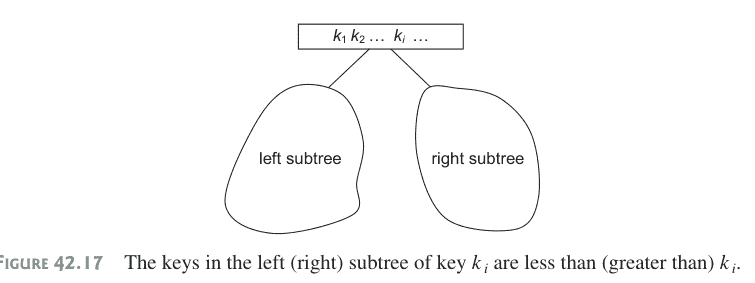 k₁ k₂ … kᵢ …
left subtree right subtree
FIGURE 42.17 The keys in the left (right) subtree of key kᵢ are less than (greater than) kᵢ.